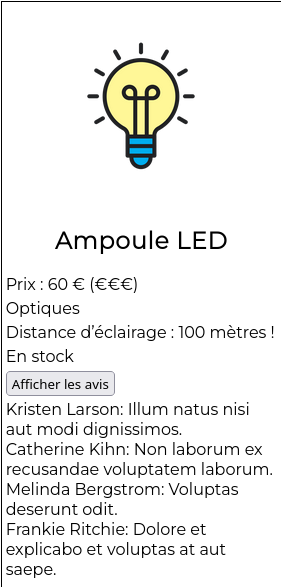 Ampoule LED
Prix : 60 € (€€€)
Optiques
Distance d’éclairage : 100 mètres !
En stock
Afficher les avis
Kristen Larson: Illum natus nisi
aut modi dignissimos.
Catherine Kihn: Non laborum ex
recusandae voluptatem laborum.
Melinda Bergstrom: Voluptas
deserunt odit.
Frankie Ritchie: Dolore et
explicabo et voluptas at aut
saepe.